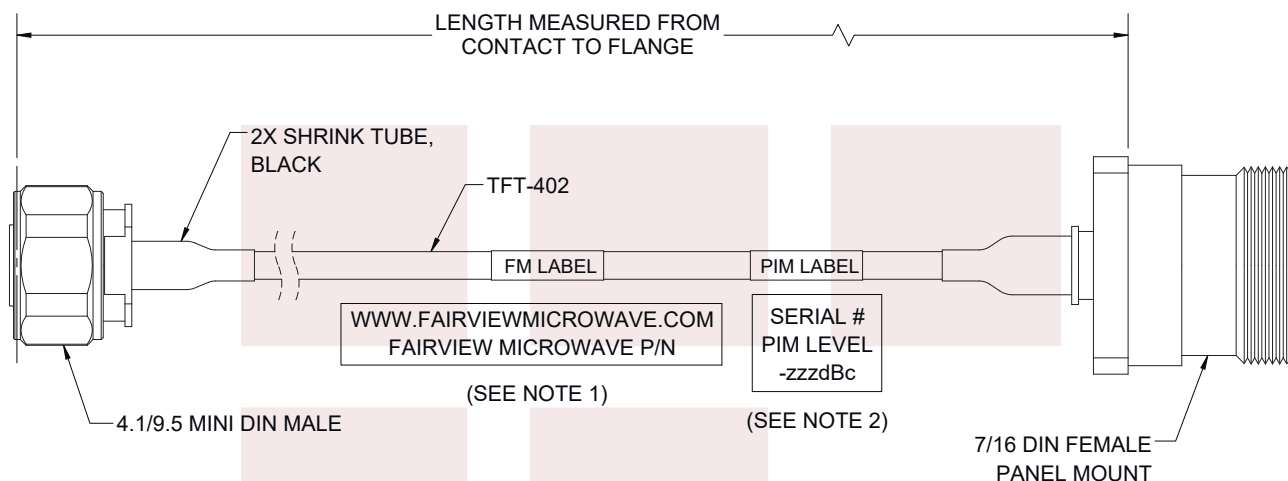 LENGTH MEASURED FROM
CONTACT TO FLANGE
2X SHRINK TUBE,
BLACK
TFT-402
FM LABEL
PIM LABEL
WWW.FAIRVIEWMICROWAVE.COM
FAIRVIEW MICROWAVE P/N
SERIAL #
PIM LEVEL
-zzzdBc
(SEE NOTE 1)
(SEE NOTE 2)
4.1/9.5 MINI DIN MALE
7/16 DIN FEMALE
PANEL MOUNT